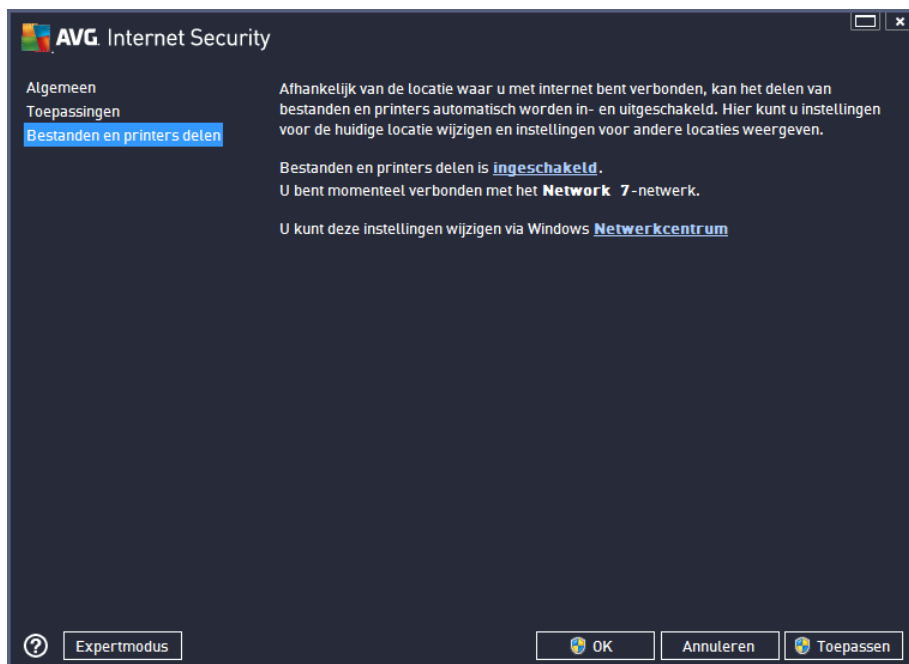 AVG. Internet Security
Algemeen
Toepassingen
Bestanden en printers delen
Afhankelijk van de locatie waar u met internet bent verbonden, kan het delen van
bestanden en printers automatisch worden in- en uitgeschakeld. Hier kunt u instellingen
voor de huidige locatie wijzigen en instellingen voor andere locaties weergeven.
Bestanden en printers delen is ingeschakeld.
U bent momenteel verbonden met het Network 7-netwerk.
U kunt deze instellingen wijzigen via Windows Netwerkcentrum
? Expertmodus OK Annuleren Toepassen